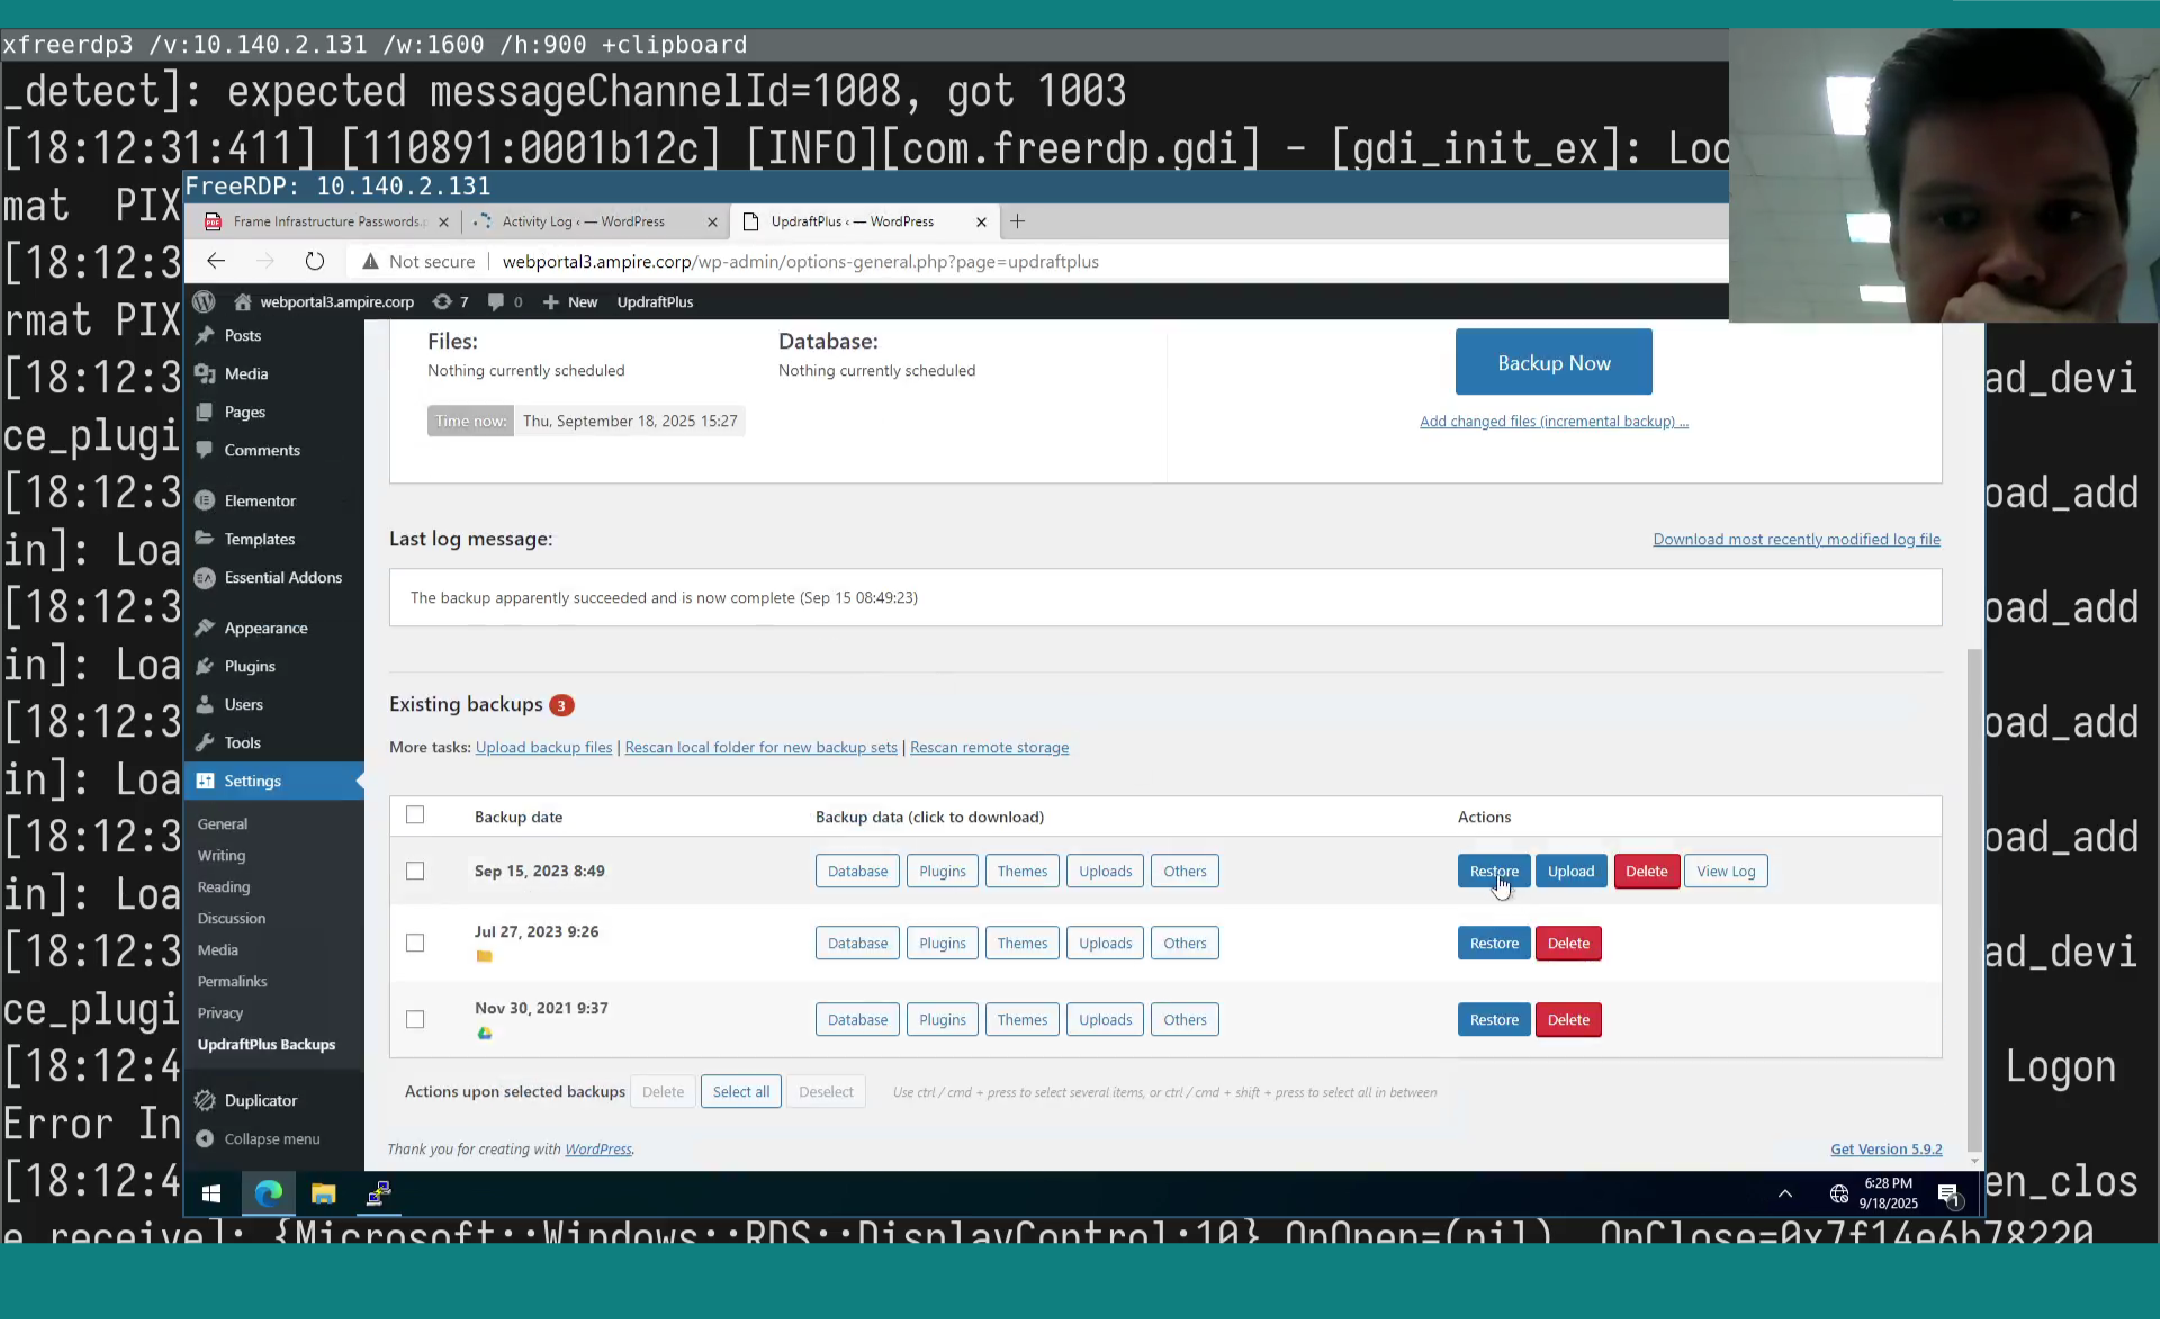 xfreerdp3 /v:10.140.2.131 /w:1600 /h:900 +clipboard
_detect]: expected messageChannelId=1008, got 1003
[18:12:31:411] [110891:0001b12c] [INFO][com.freerdp.gdi] - [gdi_init_ex]: Loc
mat PIX
FreeRDP: 10.140.2.131
Frame Infrastructure Passwords.
Activity Log ‹ — WordPress
UpdraftPlus ‹ — WordPress
[18:12:3
Not secure
webportal3.ampire.corp/wp-admin/options-general.php?page=updraftplus
webportal3.ampire.corp 7 0 New UpdraftPlus
rmat PIX
Posts
Media
Pages
Comments
Elementor
Templates
Essential Addons
Appearance
Plugins
Users
Tools
Settings
General
Writing
Reading
Discussion
Media
Permalinks
Privacy
UpdraftPlus Backups
Duplicator
Collapse menu
Files:
Nothing currently scheduled
Database:
Nothing currently scheduled
Time now: Thu, September 18, 2025 15:27
Backup Now
Add changed files (incremental backup) ...
Last log message:
Download most recently modified log file
The backup apparently succeeded and is now complete (Sep 15 08:49:23)
Existing backups 3
More tasks: Upload backup files | Rescan local folder for new backup sets | Rescan remote storage
Backup date Backup data (click to download) Actions
Sep 15, 2023 8:49 Database Plugins Themes Uploads Others Restore Upload Delete View Log
Jul 27, 2023 9:26 Database Plugins Themes Uploads Others Restore Delete
Nov 30, 2021 9:37 Database Plugins Themes Uploads Others Restore Delete
Actions upon selected backups Delete Select all Deselect Use ctrl / cmd + press to select several items, or ctrl / cmd + shift + press to select all in between
Thank you for creating with WordPress.
Get Version 5.9.2
6:28 PM
9/18/2025
1
[18:12:3 ad_devi
ce_plugi
[18:12:3 oad_add
in]: Loa
[18:12:3 oad_add
in]: Loa
[18:12:3 oad_add
in]: Loa
[18:12:3 oad_add
in]: Loa
[18:12:3 ad_devi
ce_plugi
[18:12:4 Logon
Error In
[18:12:4 en_clos
e_receive]: {Microsoft::Windows::RDS::DisplayControl:10} OnOpen=(nil), OnClose=0x7f14e6b78220